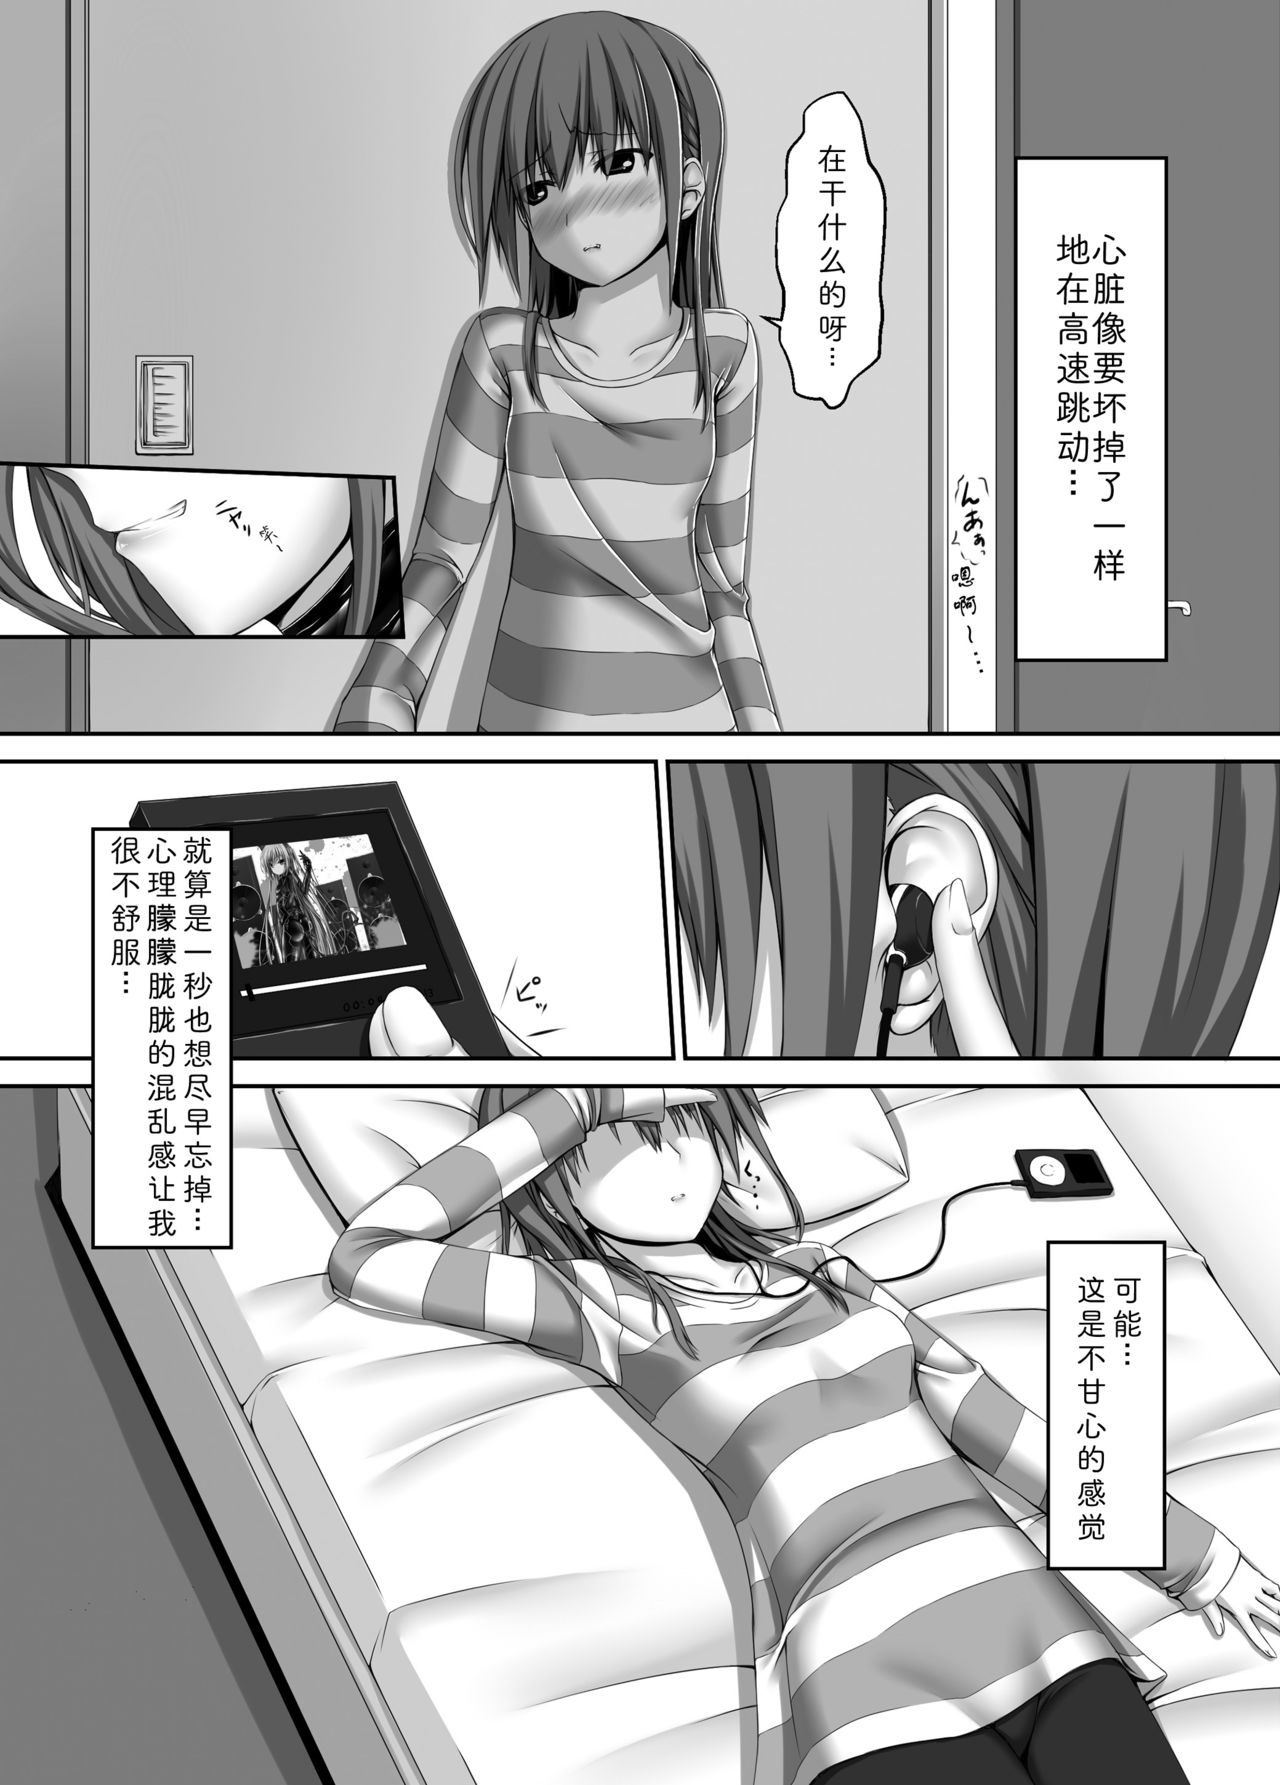 心脏像要坏掉了一样
地在高速跳动…
在干什么的呀…
んあぁっ
嗯啊～…
ニヤッ
笑~
ピッ
就算是一秒也想尽早忘掉…
心理朦朦胧胧的混乱感让我
很不舒服…
くっ…
可能…
这是不甘心的感觉